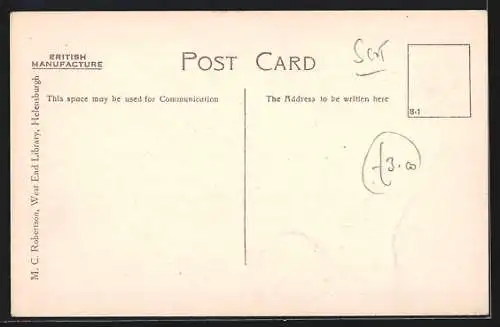 BRITISH
MANUFACTURE
POST CARD
Scot
This space may be used for Communication
The Address to be written here
B.1
£3.00
M. C. Robertson, West End Library, Helensburgh